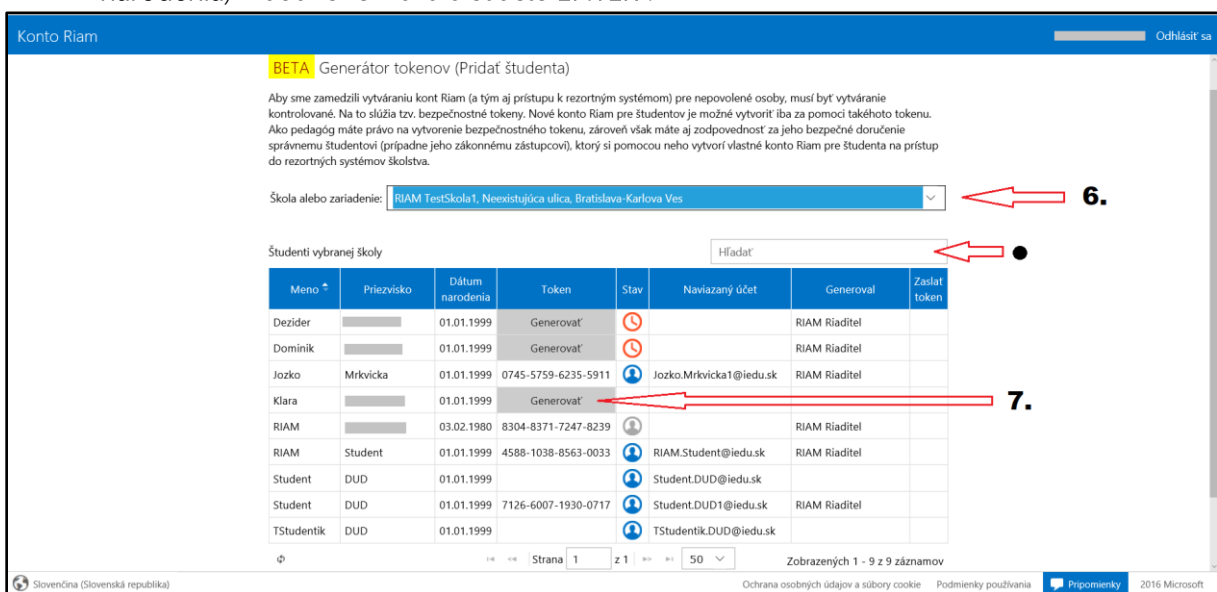 Konto Riam
Odhlásiť sa
BETA Generátor tokenov (Pridať študenta)
Aby sme zamedzili vytváraniu kont Riam (a tým aj prístupu k rezortným systémom) pre nepovolené osoby, musí byť vytváranie
kontrolované. Na to slúžia tzv. bezpečnostné tokeny. Nové konto Riam pre študentov je možné vytvoriť iba za pomoci takéhoto tokenu.
Ako pedagóg máte právo na vytvorenie bezpečnostného tokenu, zároveň však máte aj zodpovednosť za jeho bezpečné doručenie
správnemu študentovi (prípadne jeho zákonnému zástupcovi), ktorý si pomocou neho vytvorí vlastné konto Riam pre študenta na prístup
do rezortných systémov školstva.
Škola alebo zariadenie: RIAM TestSkola1, Neexistujúca ulica, Bratislava-Karlova Ves
6.
Študenti vybranej školy
Hľadať
Meno Priezvisko Dátum narodenia Token Stav Naviazaný účet Generoval Zaslať token
Dezider 01.01.1999 Generovať RIAM Riaditel
Dominik 01.01.1999 Generovať RIAM Riaditel
Jozko Mrkvicka 01.01.1999 0745-5759-6235-5911 Jozko.Mrkvicka1@iedu.sk RIAM Riaditel
Klara 01.01.1999 Generovať
7.
RIAM 03.02.1980 8304-8371-7247-8239 RIAM Riaditel
RIAM Student 01.01.1999 4588-1038-8563-0033 RIAM.Student@iedu.sk RIAM Riaditel
Student DUD 01.01.1999 Student.DUD@iedu.sk
Student DUD 01.01.1999 7126-6007-1930-0717 Student.DUD1@iedu.sk RIAM Riaditel
TStudentik DUD 01.01.1999 TStudentik.DUD@iedu.sk
Strana 1 z 1 50 Zobrazených 1 - 9 z 9 záznamov
Slovenčina (Slovenská republika)
Ochrana osobných údajov a súbory cookie Podmienky používania Pripomienky 2016 Microsoft